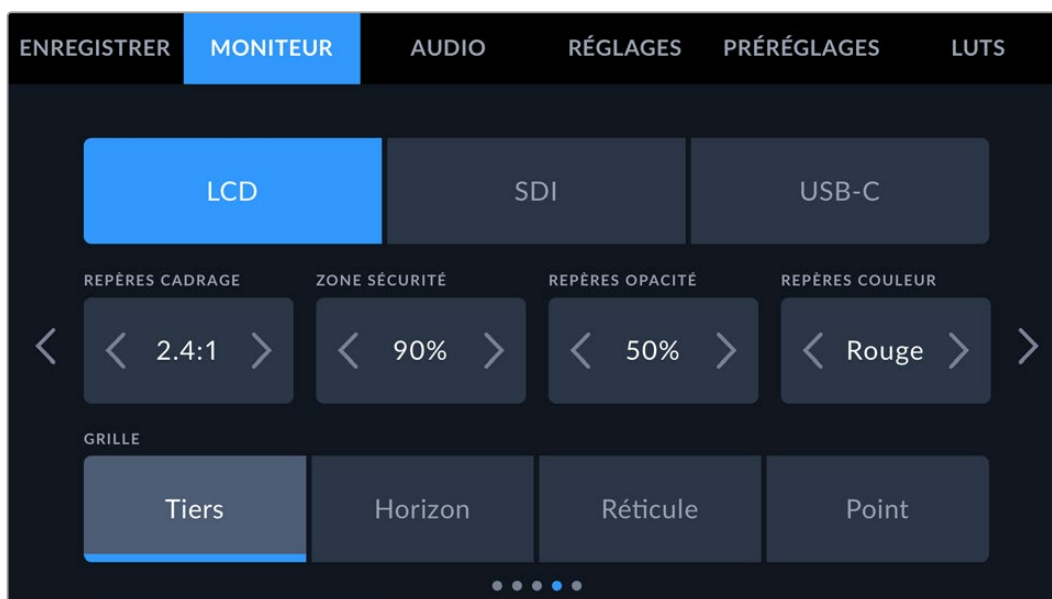 ENREGISTRER MONITEUR AUDIO RÉGLAGES PRÉRÉGLAGES LUTS
LCD SDI USB-C
REPÈRES CADRAGE ZONE SÉCURITÉ REPÈRES OPACITÉ REPÈRES COULEUR
2.4:1 90% 50% Rouge
GRILLE
Tiers Horizon Réticule Point